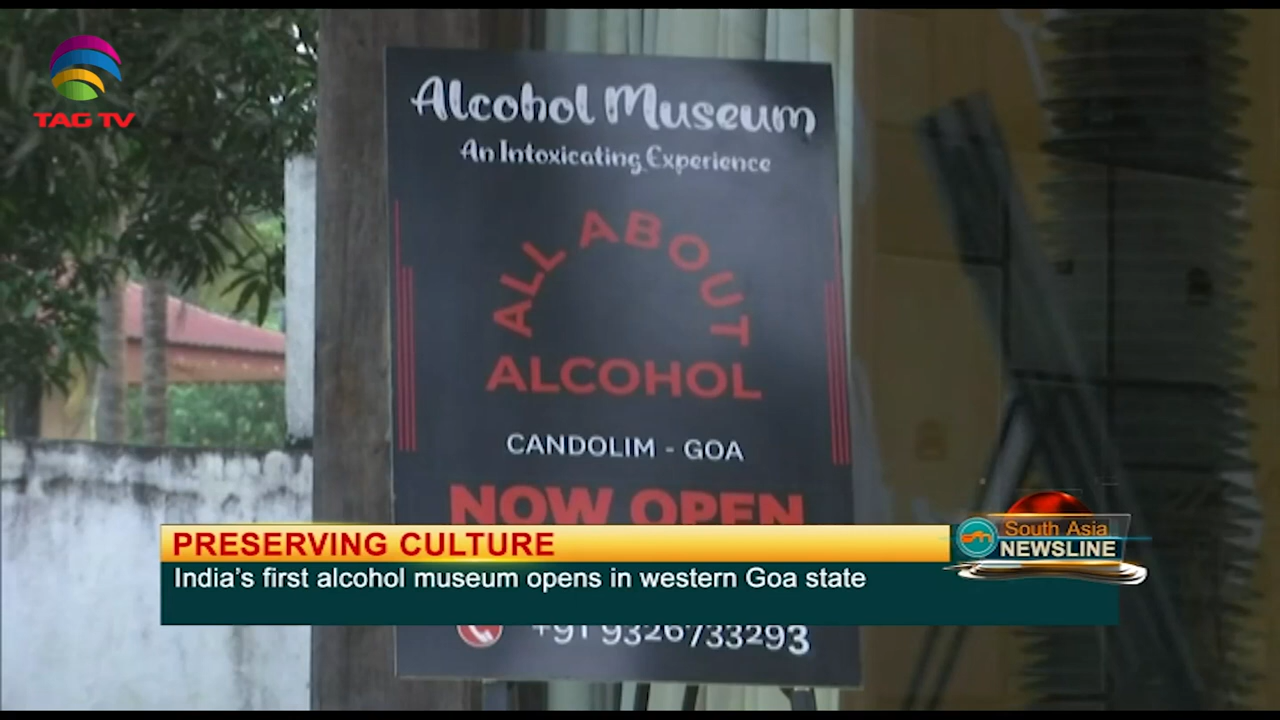 TAG TV
Alcohol Museum
An Intoxicating Experience
ALL ABOUT
ALCOHOL
CANDOLIM - GOA
NOW OPEN
PRESERVING CULTURE
India's first alcohol museum opens in western Goa state
South Asia
NEWSLINE
+91 9326733293